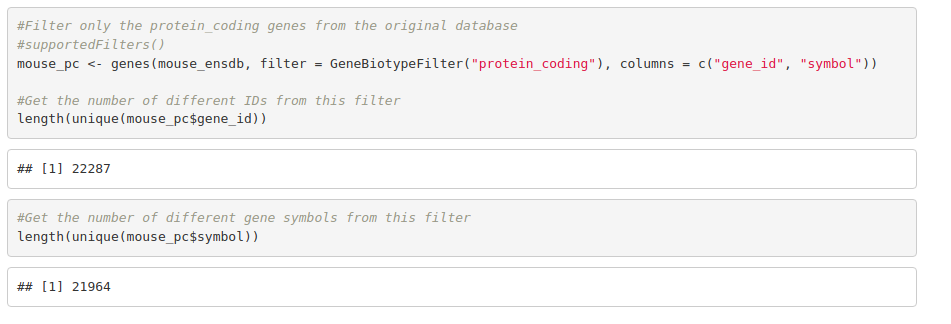 #Filter only the protein_coding genes from the original database
#supportedFilters()
mouse_pc <- genes(mouse_ensdb, filter = GeneBiotypeFilter("protein_coding"), columns = c("gene_id", "symbol"))
#Get the number of different IDs from this filter
length(unique(mouse_pc$gene_id))
## [1] 22287
#Get the number of different gene symbols from this filter
length(unique(mouse_pc$symbol))
## [1] 21964